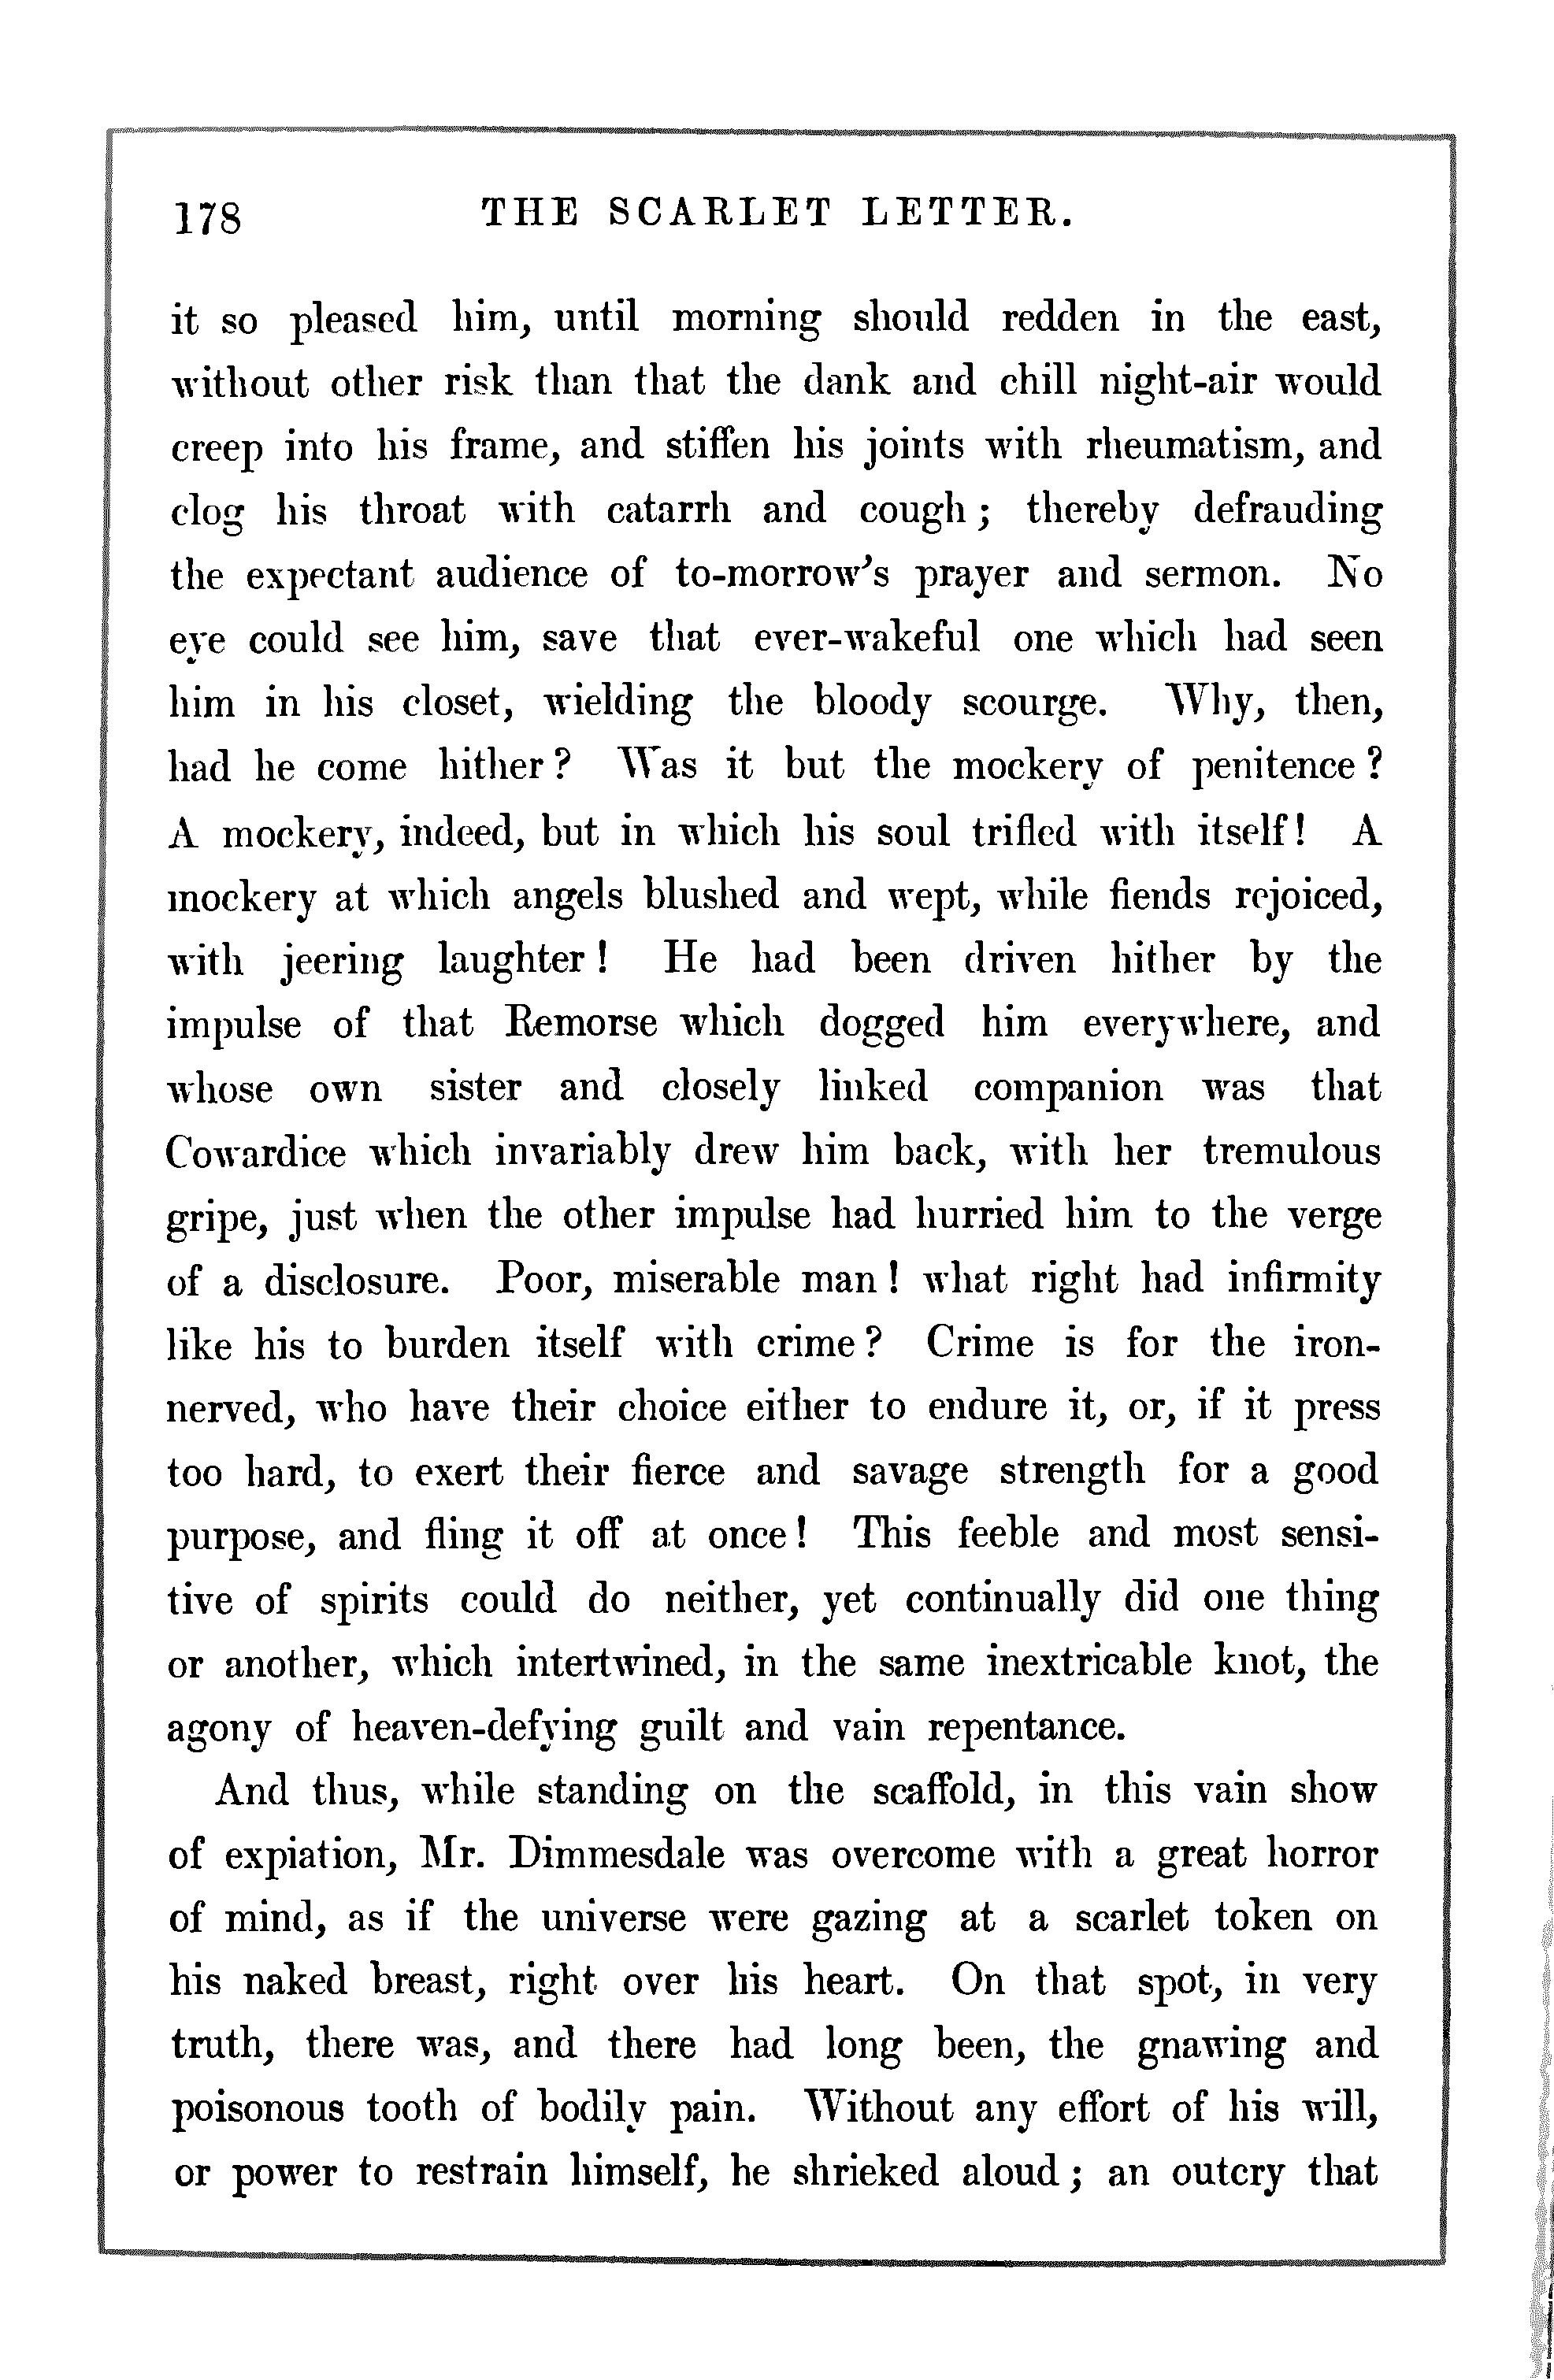 178 THE SCARLET LETTER.
it so pleased him, until morning should redden in the east,
without other risk than that the dank and chill night-air would
creep into his frame, and stiffen his joints with rheumatism, and
clog his throat with catarrh and cough; thereby defrauding
the expectant audience of to-morrow's prayer and sermon. No
eye could see him, save that ever-wakeful one which had seen
him in his closet, wielding the bloody scourge. Why, then,
had he come hither? Was it but the mockery of penitence?
A mockery, indeed, but in which his soul trifled with itself! A
mockery at which angels blushed and wept, while fiends rejoiced,
with jeering laughter! He had been driven hither by the
impulse of that Remorse which dogged him everywhere, and
whose own sister and closely linked companion was that
Cowardice which invariably drew him back, with her tremulous
gripe, just when the other impulse had hurried him to the verge
of a disclosure. Poor, miserable man! what right had infirmity
like his to burden itself with crime? Crime is for the iron-
nerved, who have their choice either to endure it, or, if it press
too hard, to exert their fierce and savage strength for a good
purpose, and fling it off at once! This feeble and most sensi-
tive of spirits could do neither, yet continually did one thing
or another, which intertwined, in the same inextricable knot, the
agony of heaven-defying guilt and vain repentance.
And thus, while standing on the scaffold, in this vain show
of expiation, Mr. Dimmesdale was overcome with a great horror
of mind, as if the universe were gazing at a scarlet token on
his naked breast, right over his heart. On that spot, in very
truth, there was, and there had long been, the gnawing and
poisonous tooth of bodily pain. Without any effort of his will,
or power to restrain himself, he shrieked aloud; an outcry that